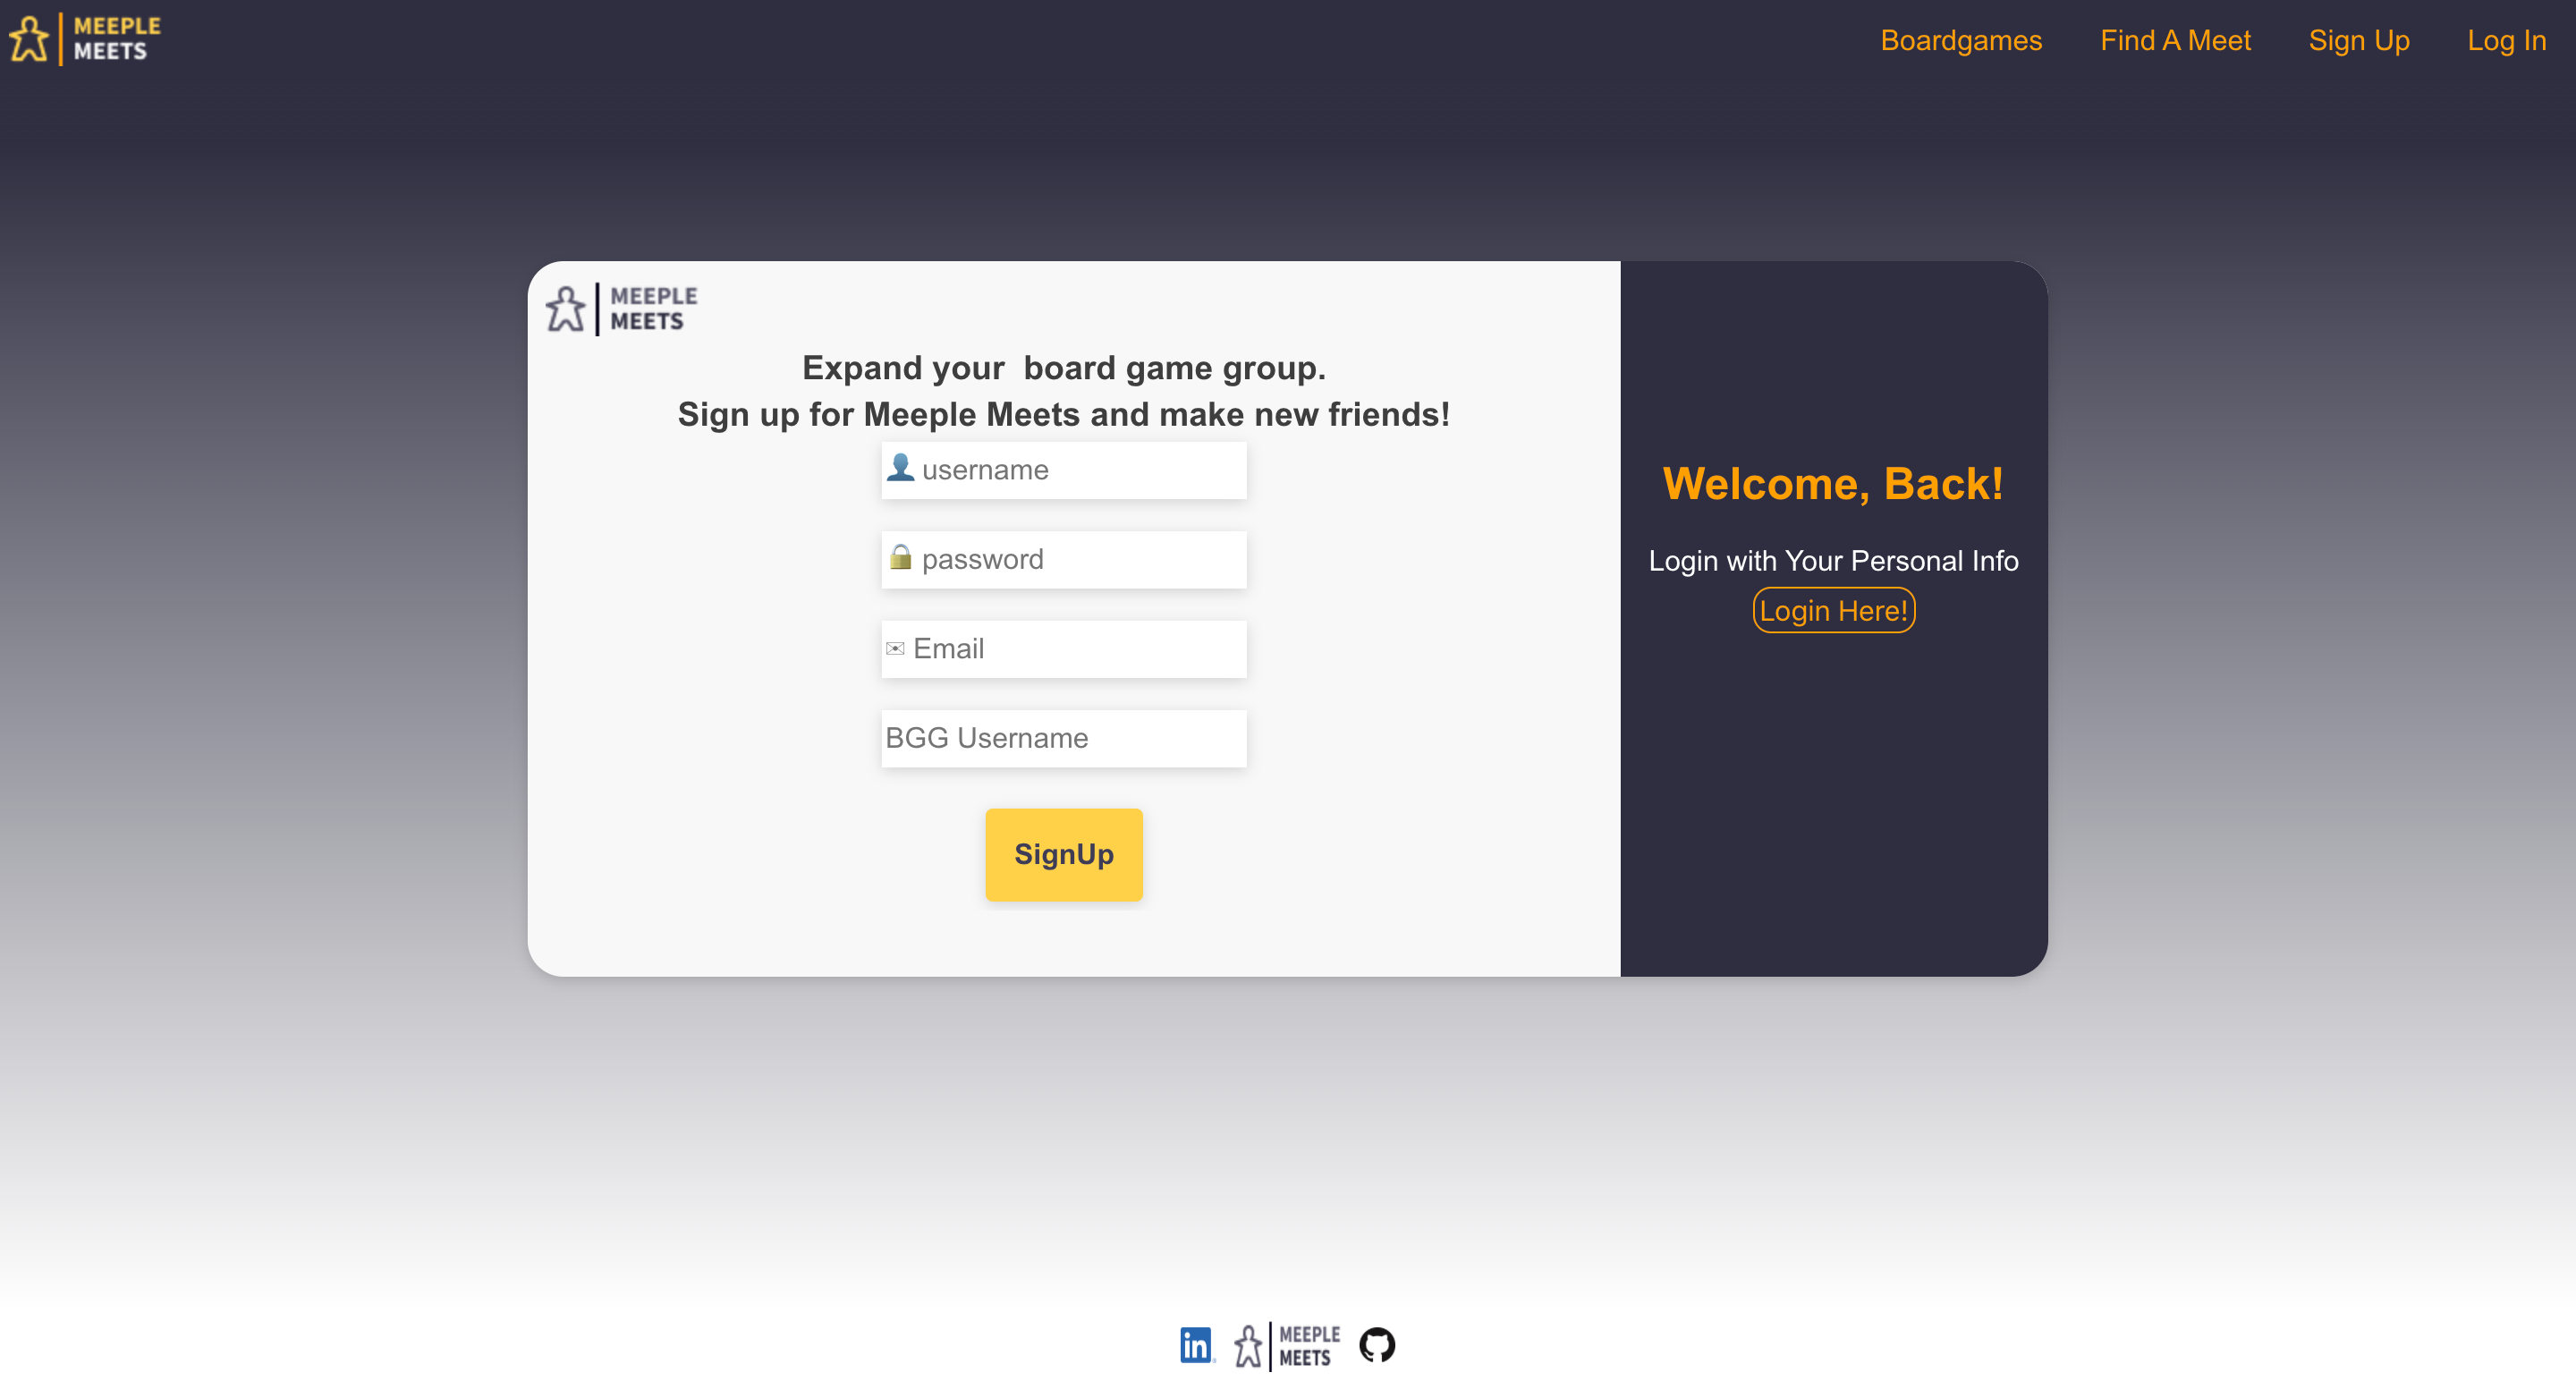 MEEPLE
MEETS
Boardgames Find A Meet Sign Up Log In
MEEPLE
MEETS
Expand your  board game group.
Sign up for Meeple Meets and make new friends!
👤 username
🔒 password
✉ Email
BGG Username
SignUp
Welcome, Back!
Login with Your Personal Info
Login Here!
in
MEEPLE
MEETS